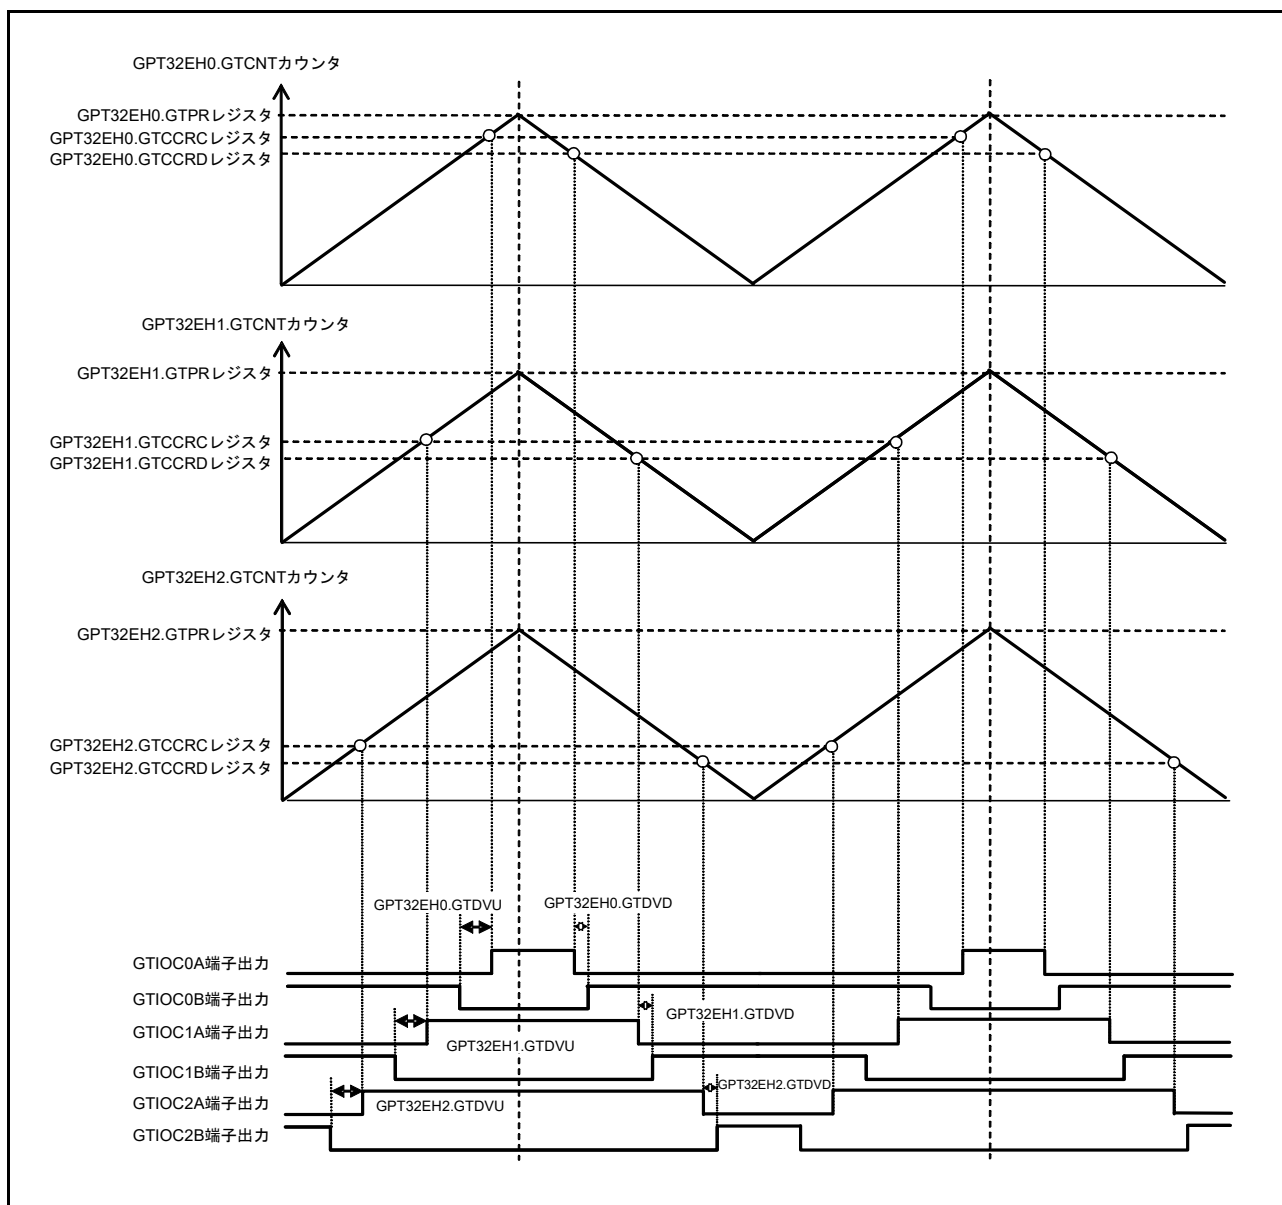 GPT32EH0.GTCNTカウンタ
GPT32EH0.GTPRレジスタ
GPT32EH0.GTCCRCレジスタ
GPT32EH0.GTCCRDレジスタ
GPT32EH1.GTCNTカウンタ
GPT32EH1.GTPRレジスタ
GPT32EH1.GTCCRCレジスタ
GPT32EH1.GTCCRDレジスタ
GPT32EH2.GTCNTカウンタ
GPT32EH2.GTPRレジスタ
GPT32EH2.GTCCRCレジスタ
GPT32EH2.GTCCRDレジスタ
GPT32EH0.GTDVU
GPT32EH0.GTDVD
GTIOC0A端子出力
GTIOC0B端子出力
GPT32EH1.GTDVD
GTIOC1A端子出力
GPT32EH1.GTDVU
GTIOC1B端子出力
GPT32EH2.GTDVD
GTIOC2A端子出力
GPT32EH2.GTDVU
GTIOC2B端子出力